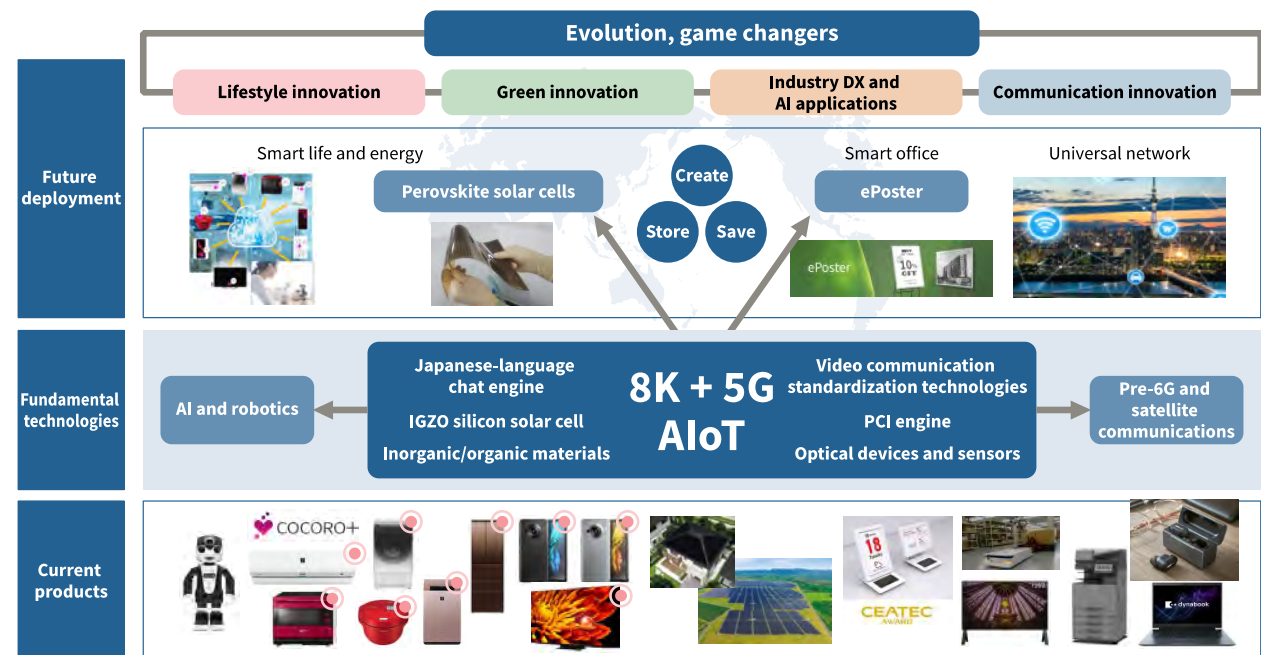 Evolution, game changers
Lifestyle innovation
Green innovation
Industry DX and
AI applications
Communication innovation
Future
deployment
Smart life and energy
Perovskite solar cells
Create
Store
Save
Smart office
ePoster
Universal network
ePoster
10%
OFF
Fundamental
technologies
AI and robotics
Japanese-language
chat engine
IGZO silicon solar cell
Inorganic/organic materials
8K + 5G
AIoT
Video communication
standardization technologies
PCI engine
Optical devices and sensors
Pre-6G and
satellite
communications
Current
products
COCORO+
18
CEATEC
AWARD
dynabook